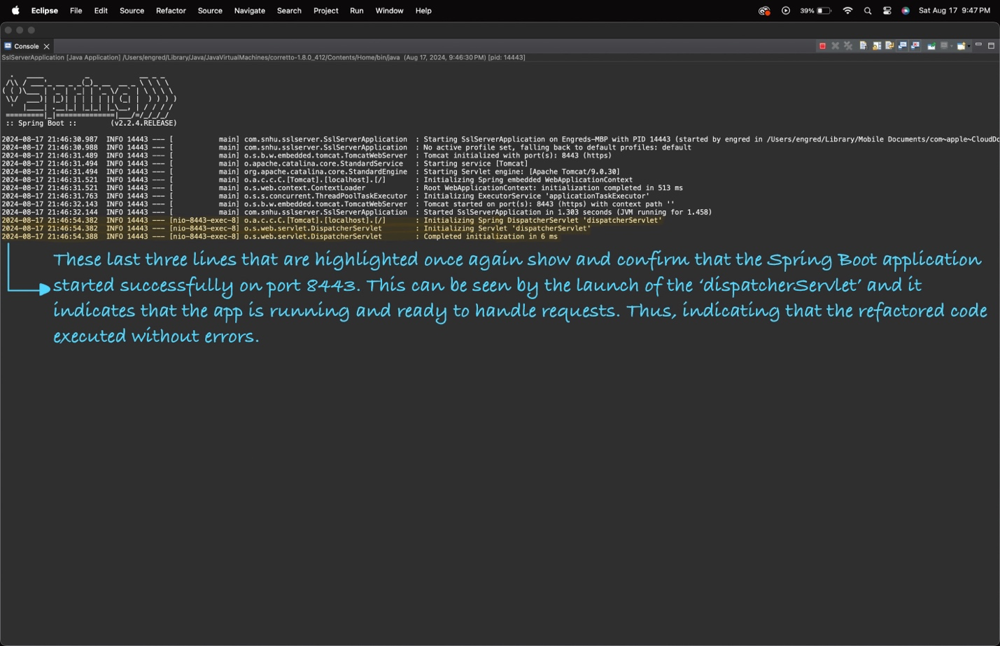 Eclipse File Edit Source Refactor Source Navigate Search Project Run Window Help 39% Sat Aug 17 9:47 PM
Console
SslServerApplication [Java Application] /Users/engred/Library/Java/JavaVirtualMachines/corretto-1.8.0_412/Contents/Home/bin/java (Aug 17, 2024, 9:46:30 PM) [pid: 14443]
:: Spring Boot :: (v2.2.4.RELEASE)
2024-08-17 21:46:30.987 INFO 14443 --- [ main] com.snhu.sslserver.SslServerApplication : Starting SslServerApplication on Engreds-MBP with PID 14443 (started by engred in /Users/engred/Library/Mobile Documents/com~apple~CloudDo
2024-08-17 21:46:30.988 INFO 14443 --- [ main] com.snhu.sslserver.SslServerApplication : No active profile set, falling back to default profiles: default
2024-08-17 21:46:31.489 INFO 14443 --- [ main] o.s.b.w.embedded.tomcat.TomcatWebServer : Tomcat initialized with port(s): 8443 (https)
2024-08-17 21:46:31.494 INFO 14443 --- [ main] o.apache.catalina.core.StandardService : Starting service [Tomcat]
2024-08-17 21:46:31.494 INFO 14443 --- [ main] org.apache.catalina.core.StandardEngine : Starting Servlet engine: [Apache Tomcat/9.0.30]
2024-08-17 21:46:31.521 INFO 14443 --- [ main] o.a.c.c.C.[Tomcat].[localhost].[/] : Initializing Spring embedded WebApplicationContext
2024-08-17 21:46:31.521 INFO 14443 --- [ main] o.s.web.context.ContextLoader : Root WebApplicationContext: initialization completed in 513 ms
2024-08-17 21:46:31.763 INFO 14443 --- [ main] o.s.s.concurrent.ThreadPoolTaskExecutor : Initializing ExecutorService 'applicationTaskExecutor'
2024-08-17 21:46:32.143 INFO 14443 --- [ main] o.s.b.w.embedded.tomcat.TomcatWebServer : Tomcat started on port(s): 8443 (https) with context path ''
2024-08-17 21:46:32.144 INFO 14443 --- [ main] com.snhu.sslserver.SslServerApplication : Started SslServerApplication in 1.303 seconds (JVM running for 1.458)
2024-08-17 21:46:54.382 INFO 14443 --- [nio-8443-exec-8] o.a.c.c.C.[Tomcat].[localhost].[/] : Initializing Spring DispatcherServlet 'dispatcherServlet'
2024-08-17 21:46:54.382 INFO 14443 --- [nio-8443-exec-8] o.s.web.servlet.DispatcherServlet : Initializing Servlet 'dispatcherServlet'
2024-08-17 21:46:54.388 INFO 14443 --- [nio-8443-exec-8] o.s.web.servlet.DispatcherServlet : Completed initialization in 6 ms
These last three lines that are highlighted once again show and confirm that the Spring Boot application
started successfully on port 8443. This can be seen by the launch of the ‘dispatcherServlet’ and it
indicates that the app is running and ready to handle requests. Thus, indicating that the refactored code
executed without errors.